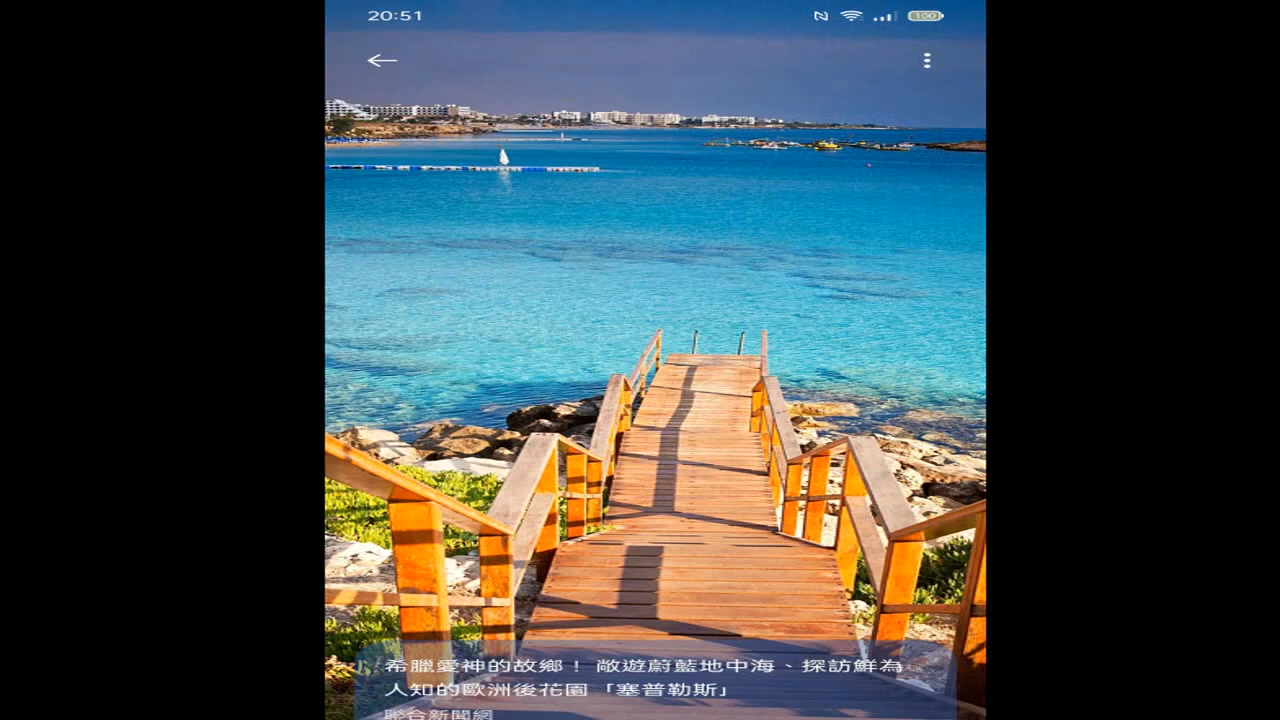 20:51
100
希臘愛神的故鄉！ 敞遊蔚藍地中海、探訪鮮為
人知的歐洲後花園「塞普勒斯」
聯合新聞網